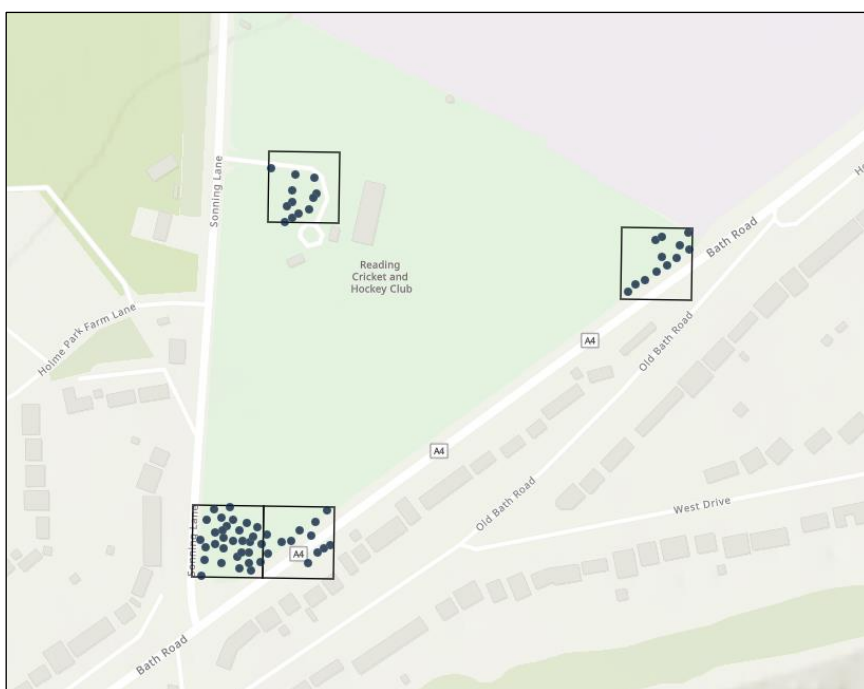 Sonning Lane
Bath Road
Ho
Reading
Cricket and
Hockey Club
Holme Park Farm Lane
A4
Old Bath Road
A4
Old Bath Road
West Drive
Sonning Lane
A4
Bath Road